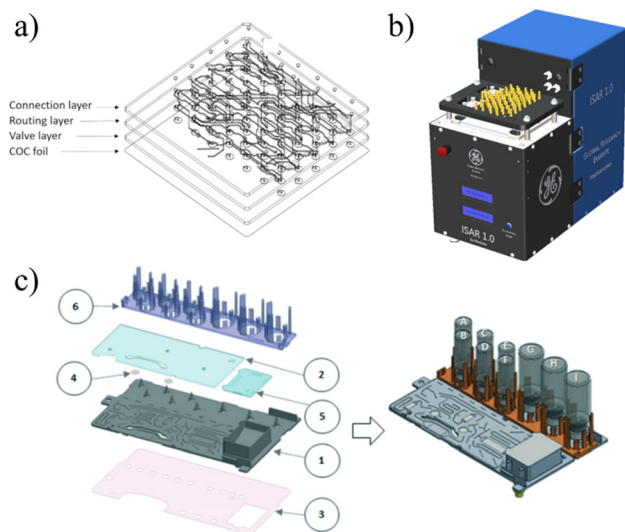 a)
Connection layer
Routing layer
Valve layer
COC foil
b)
ISAR 1.0
GLOBAL RESEARCH
EUROPE
ISAR 1.0
c)
6
2
4
5
1
3
A
B
C
D
E
F
G
H
I